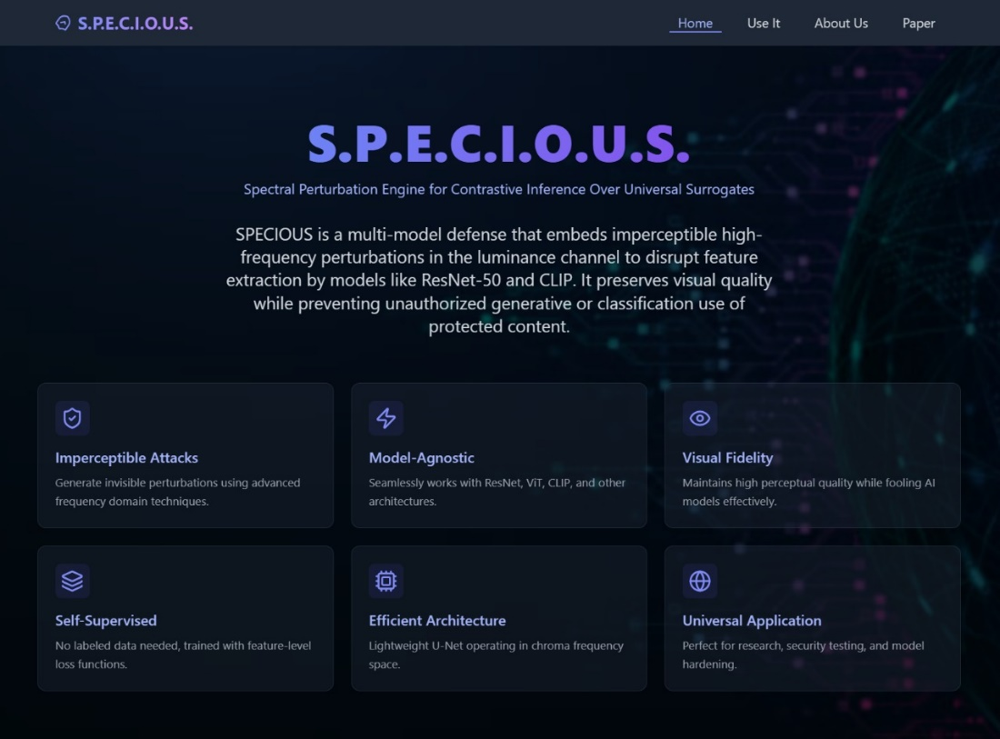 S.P.E.C.I.O.U.S.
Home
Use It
About Us
Paper
S.P.E.C.I.O.U.S.
Spectral Perturbation Engine for Contrastive Inference Over Universal Surrogates
SPECIOUS is a multi-model defense that embeds imperceptible high-
frequency perturbations in the luminance channel to disrupt feature
extraction by models like ResNet-50 and CLIP. It preserves visual quality
while preventing unauthorized generative or classification use of
protected content.
Imperceptible Attacks
Generate invisible perturbations using advanced
frequency domain techniques.
Model-Agnostic
Seamlessly works with ResNet, ViT, CLIP, and other
architectures.
Visual Fidelity
Maintains high perceptual quality while fooling AI
models effectively.
Self-Supervised
No labeled data needed, trained with feature-level
loss functions.
Efficient Architecture
Lightweight U-Net operating in chroma frequency
space.
Universal Application
Perfect for research, security testing, and model
hardening.